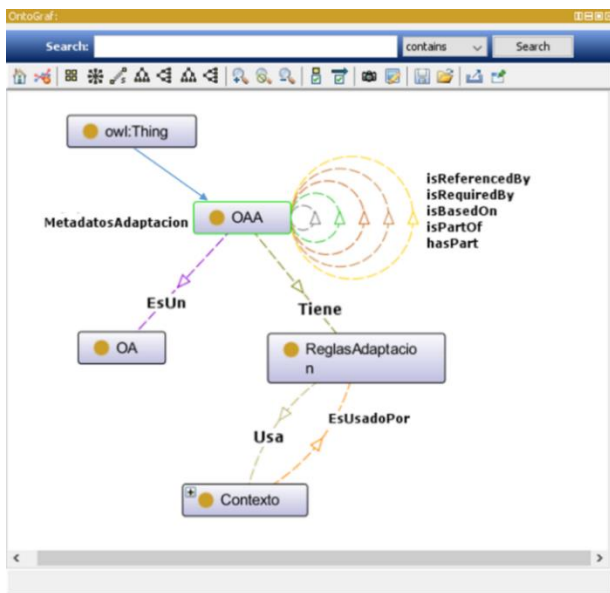 OntoGraf:
Search:
contains
Search
owl:Thing
OAA
MetadatosAdaptacion
isReferencedBy
isRequiredBy
isBasedOn
isPartOf
hasPart
EsUn
Tiene
OA
ReglasAdaptacio
n
EsUsadoPor
Usa
Contexto